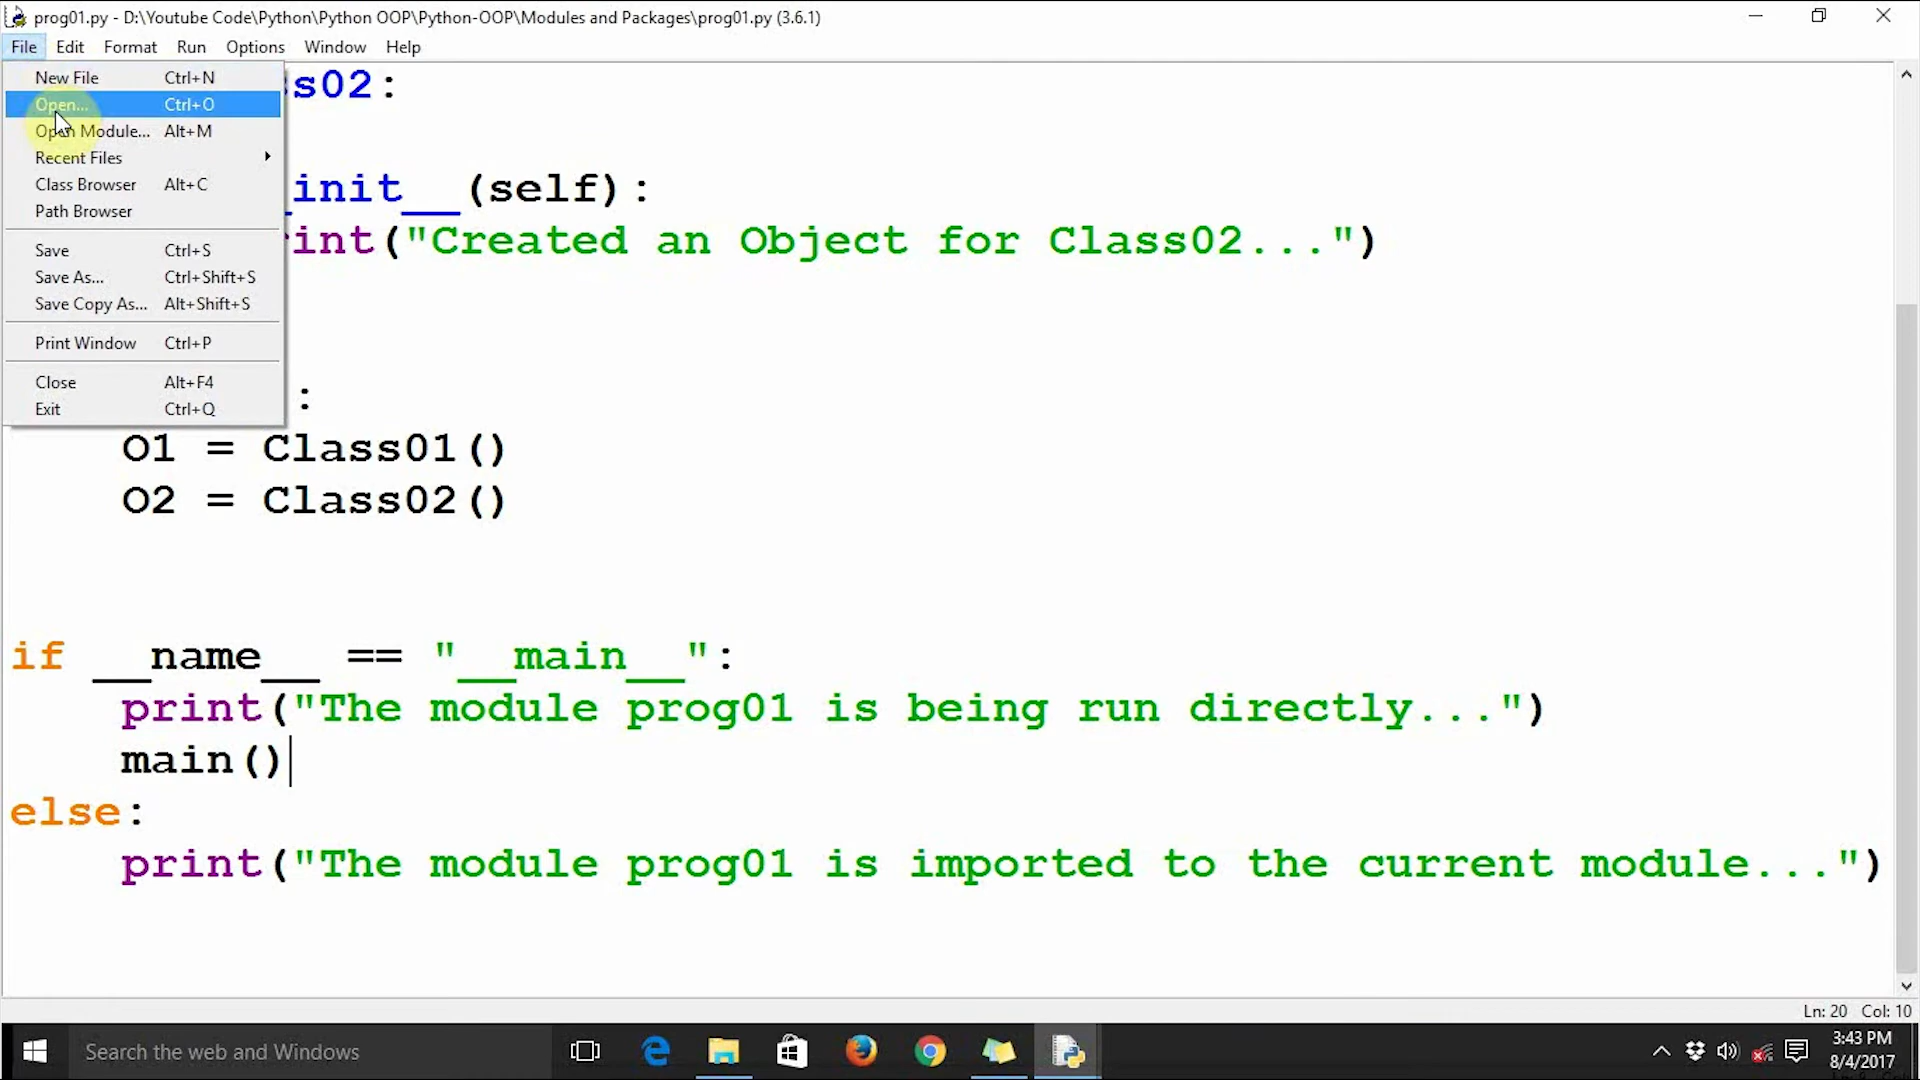 prog01.py - D:\Youtube Code\Python\Python OOP\Python-OOP\Modules and Packages\prog01.py (3.6.1)
File Edit Format Run Options Window Help
New File Ctrl+N
Open... Ctrl+O
Open Module... Alt+M
Recent Files
Class Browser Alt+C
Path Browser
Save Ctrl+S
Save As... Ctrl+Shift+S
Save Copy As... Alt+Shift+S
Print Window Ctrl+P
Close Alt+F4
Exit Ctrl+Q
s02:
_init__(self):
rint("Created an Object for Class02...")
:
O1 = Class01()
O2 = Class02()
if __name__ == "__main__":
print("The module prog01 is being run directly...")
main()
else:
print("The module prog01 is imported to the current module...")
Ln: 20 Col: 10
Search the web and Windows
3:43 PM
8/4/2017